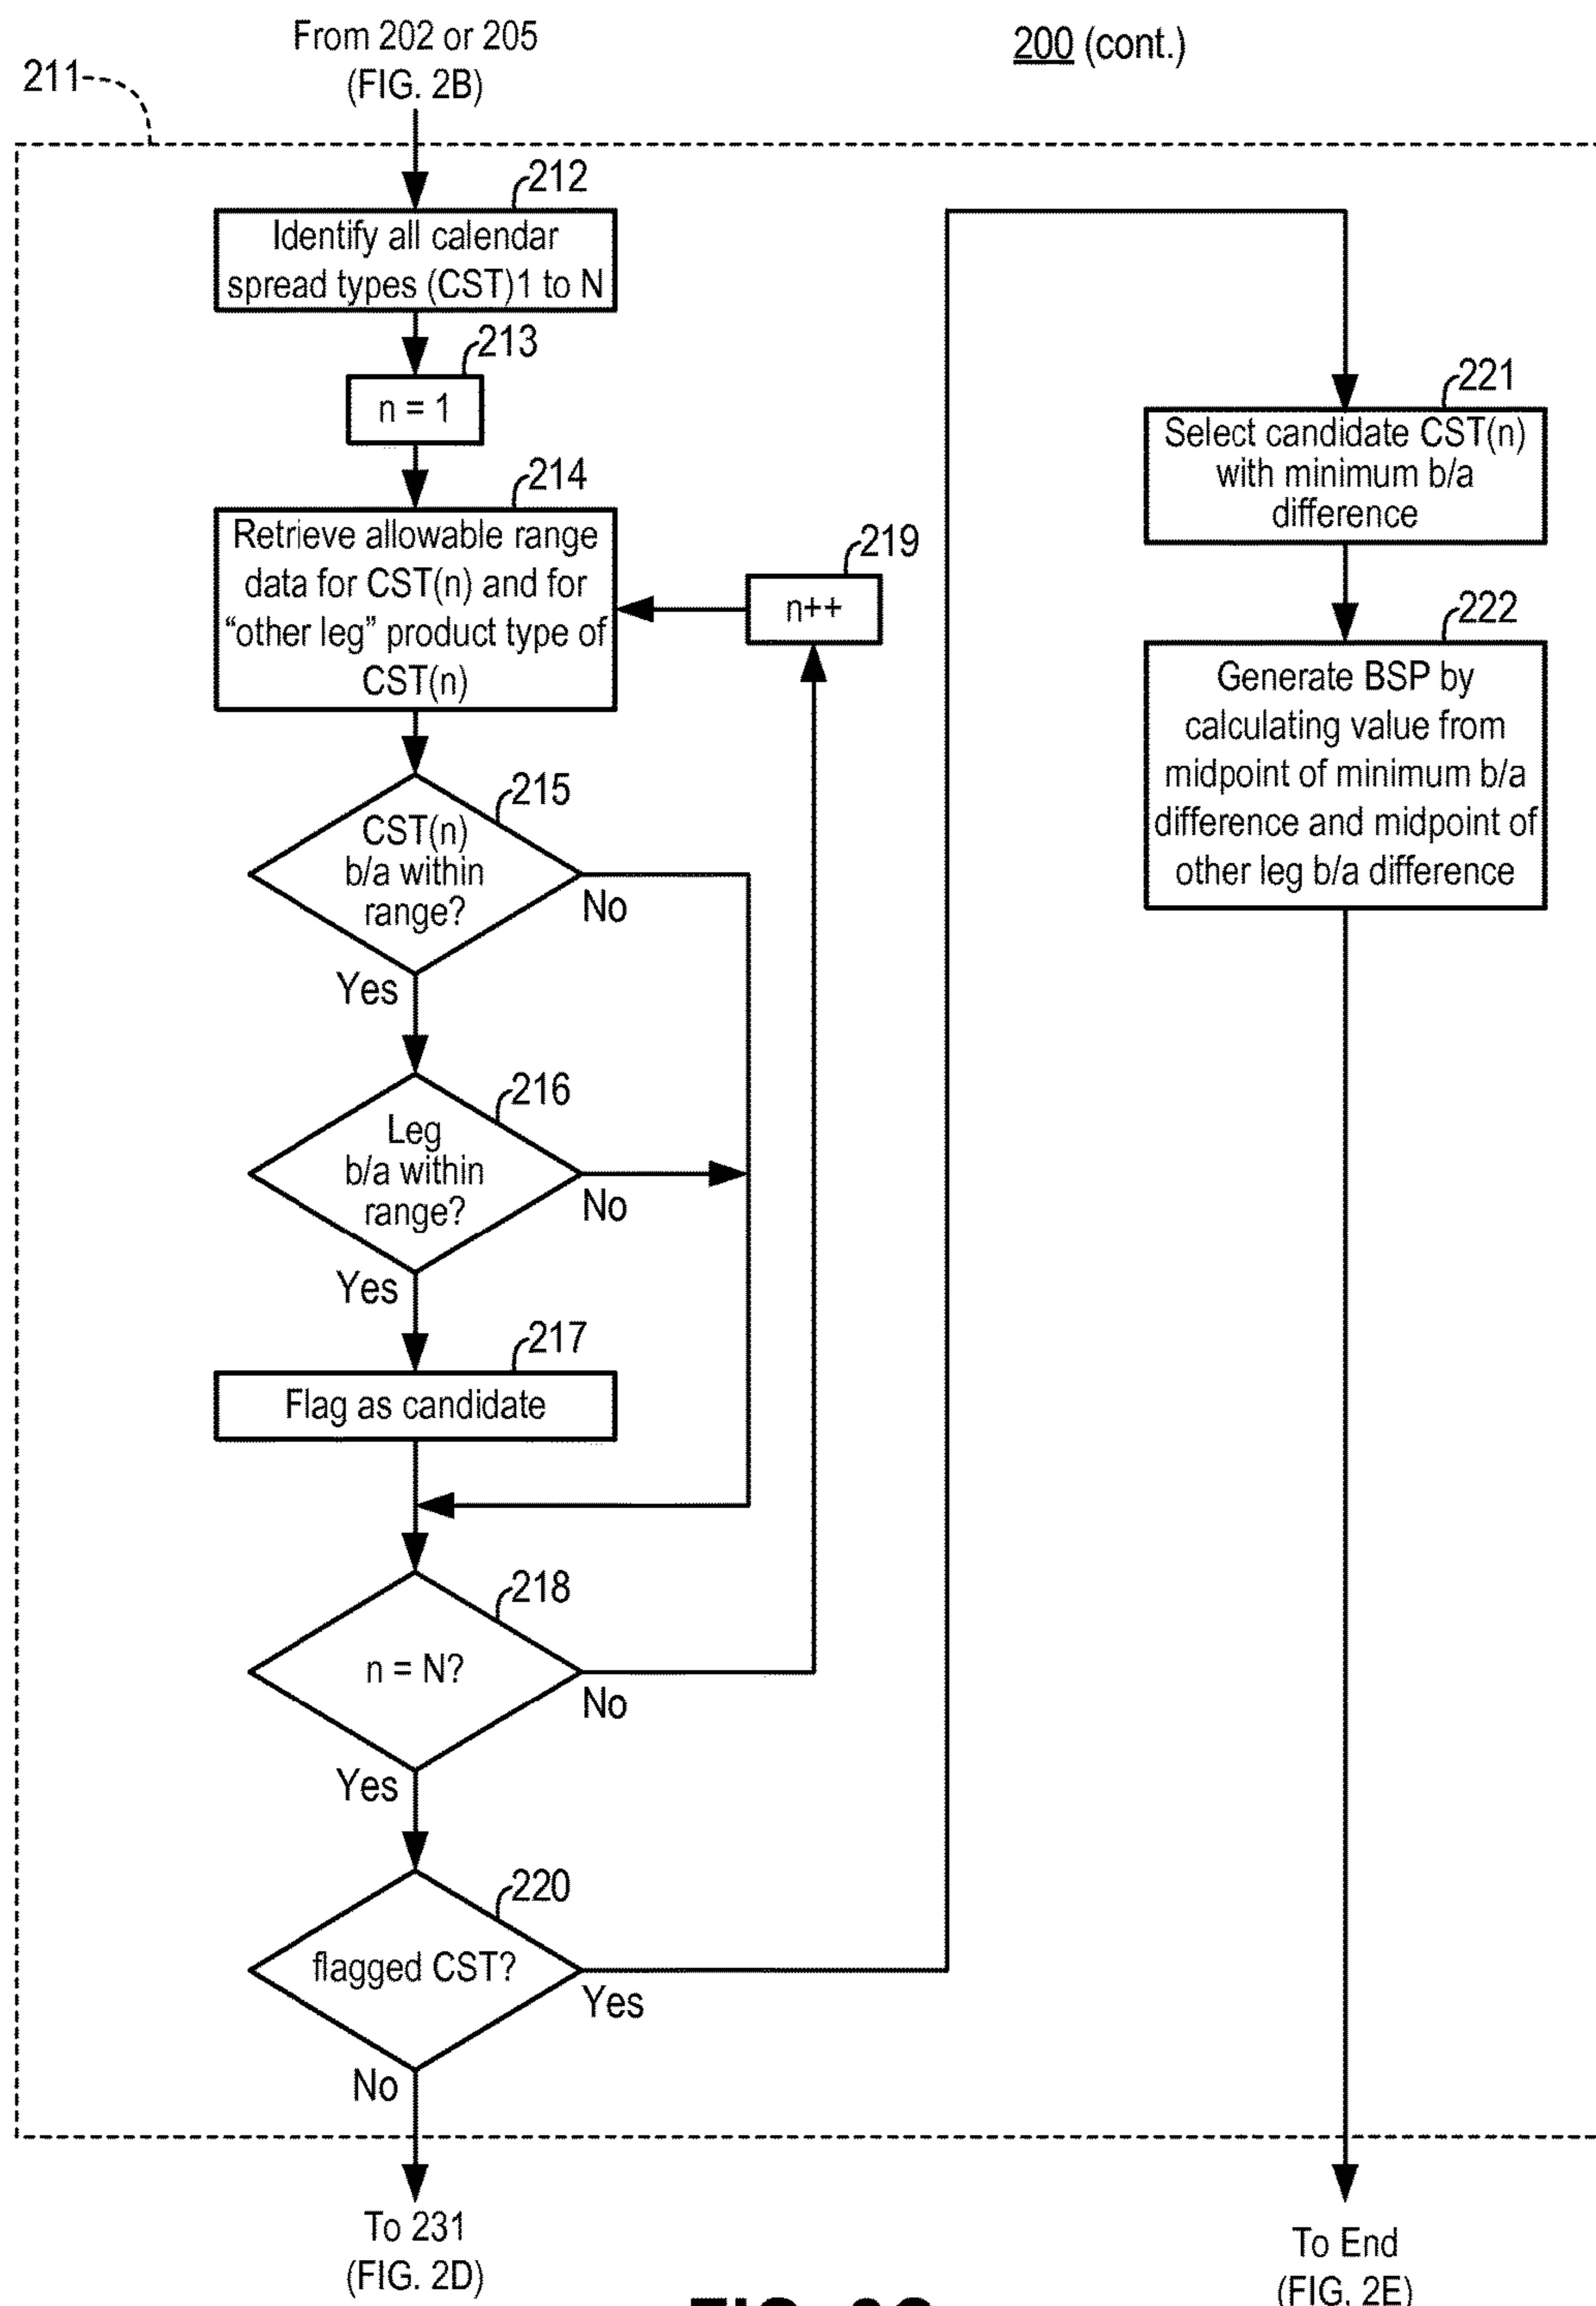 From 202 or 205
(FIG. 2B)
200 (cont.)
211
212
Identify all calendar
spread types (CST)1 to N
213
n = 1
214
Retrieve allowable range
data for CST(n) and for
“other leg” product type of
CST(n)
219
n++
215
CST(n)
b/a within
range?
No
Yes
216
Leg
b/a within
range?
No
Yes
217
Flag as candidate
218
n = N?
No
Yes
220
flagged CST?
Yes
No
To 231
(FIG. 2D)
221
Select candidate CST(n)
with minimum b/a
difference
222
Generate BSP by
calculating value from
midpoint of minimum b/a
difference and midpoint of
other leg b/a difference
To End
(FIG. 2E)